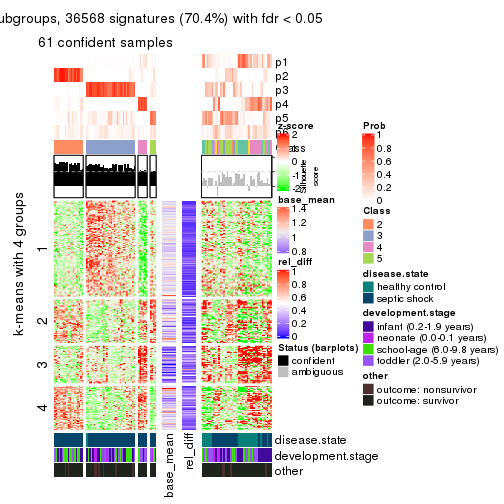 ubgroups, 36568 signatures (70.4%) with fdr < 0.05
61 confident samples
p1
p2
p3
p4
p5
Silhouette
score
k-means with 4 groups
1
2
3
4
base_mean
rel_diff
disease.state
development.stage
other
z-score
2
1
0
-1
-2
base_mean
1.4
1.2
1
0.8
rel_diff
1
0.8
0.6
0.4
0.2
0
Status (barplots)
confident
ambiguous
Prob
1
0.8
0.6
0.4
0.2
0
Class
2
3
4
5
disease.state
healthy control
septic shock
development.stage
infant (0.2-1.9 years)
neonate (0.0-0.1 years)
school-age (6.0-9.8 years)
toddler (2.0-5.9 years)
other
outcome: nonsurvivor
outcome: survivor